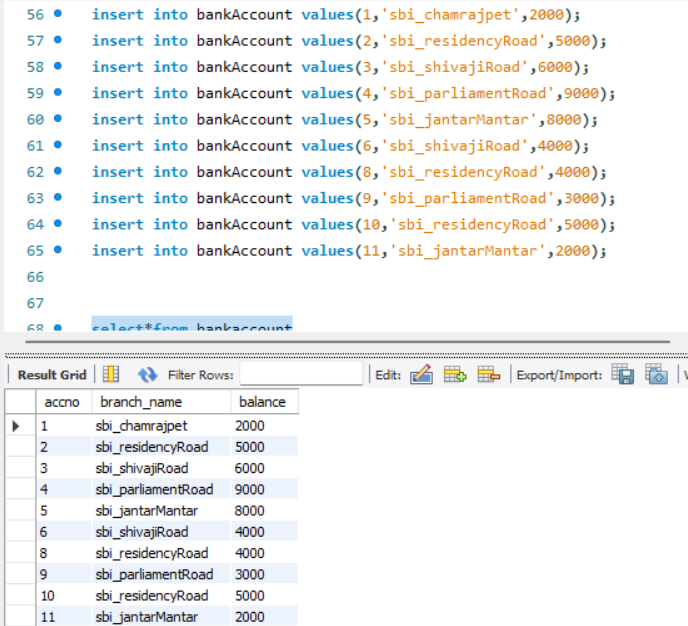 56 insert into bankAccount values(1,'sbi_chamrajpet',2000);
57 insert into bankAccount values(2,'sbi_residencyRoad',5000);
58 insert into bankAccount values(3,'sbi_shivajiRoad',6000);
59 insert into bankAccount values(4,'sbi_parliamentRoad',9000);
60 insert into bankAccount values(5,'sbi_jantarMantar',8000);
61 insert into bankAccount values(6,'sbi_shivajiRoad',4000);
62 insert into bankAccount values(8,'sbi_residencyRoad',4000);
63 insert into bankAccount values(9,'sbi_parliamentRoad',3000);
64 insert into bankAccount values(10,'sbi_residencyRoad',5000);
65 insert into bankAccount values(11,'sbi_jantarMantar',2000);
66
67
68 select*from bankaccount
Result Grid Filter Rows: Edit: Export/Import:
accno branch_name balance
1 sbi_chamrajpet 2000
2 sbi_residencyRoad 5000
3 sbi_shivajiRoad 6000
4 sbi_parliamentRoad 9000
5 sbi_jantarMantar 8000
6 sbi_shivajiRoad 4000
8 sbi_residencyRoad 4000
9 sbi_parliamentRoad 3000
10 sbi_residencyRoad 5000
11 sbi_jantarMantar 2000